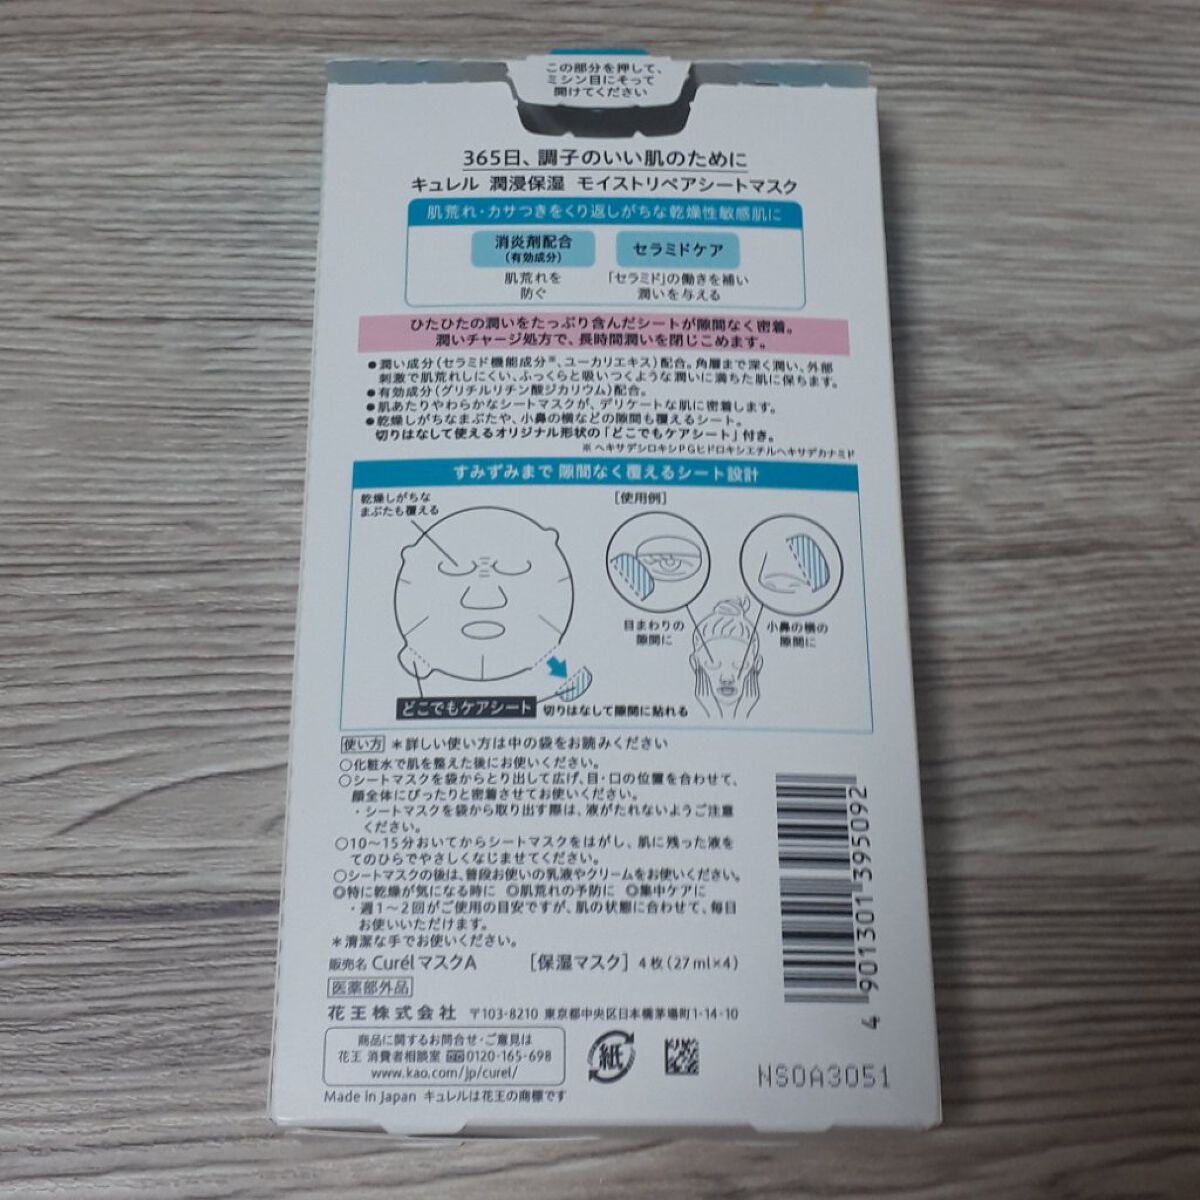 この部分を押して、
ミシン目にそって
開けてください
365日、調子のいい肌のために
キュレル 潤浸保湿 モイストリペアシートマスク
肌荒れ・カサつきをくり返しがちな乾燥性敏感肌に
消炎剤配合
(有効成分)
肌荒れを
防ぐ
セラミドケア
「セラミド」の働きを補い
潤いを与える
ひたひたの潤いをたっぷり含んだシートが隙間なく密着。
潤いチャージ処方で、長時間潤いを閉じこめます。
●潤い成分(セラミド機能成分※、ユーカリエキス)配合。角層まで深く潤い、外部
刺激で肌荒れしにくい、ふっくらと吸いつくような潤いに満ちた肌に保ちます。
●有効成分(グリチルリチン酸ジカリウム)配合。
●肌あたりやわらかなシートマスクが、デリケートな肌に密着します。
●乾燥しがちなまぶたや、小鼻の横などの隙間も覆えるシート。
切りはなして使えるオリジナル形状の「どこでもケアシート」付き。
※ヘキサデシロキシPGヒドロキシエチルヘキサデカナミド
すみずみまで 隙間なく覆えるシート設計
乾燥しがちな
まぶたも覆える
[使用例]
目まわりの
隙間に
小鼻の横の
隙間に
どこでもケアシート
切りはなして隙間に貼れる
使い方 *詳しい使い方は中の袋をお読みください
○化粧水で肌を整えた後にお使いください。
○シートマスクを袋からとり出して広げ、目・口の位置を合わせて、
顔全体にぴったりと密着させてお使いください。
・シートマスクを袋から取り出す際は、液がたれないようご注意
ください。
○10～15分おいてからシートマスクをはがし、肌に残った液を
てのひらでやさしくなじませてください。
○シートマスクの後は、普段お使いの乳液やクリームをお使いください。
◎特に乾燥が気になる時に ◎肌荒れの予防に ◎集中ケアに
・週1～2回がご使用の目安ですが、肌の状態に合わせて、毎日
お使いいただけます。
*清潔な手でお使いください。
販売名 CurélマスクA [保湿マスク] 4枚(27ml×4)
医薬部外品
花王株式会社 〒103-8210 東京都中央区日本橋茅場町1-14-10
商品に関するお問合せ・ご意見は
花王 消費者相談室 0120-165-698
www.kao.com/jp/curel/
Made in Japan キュレルは花王の商標です
紙
4 901301 395092
NS0A3051